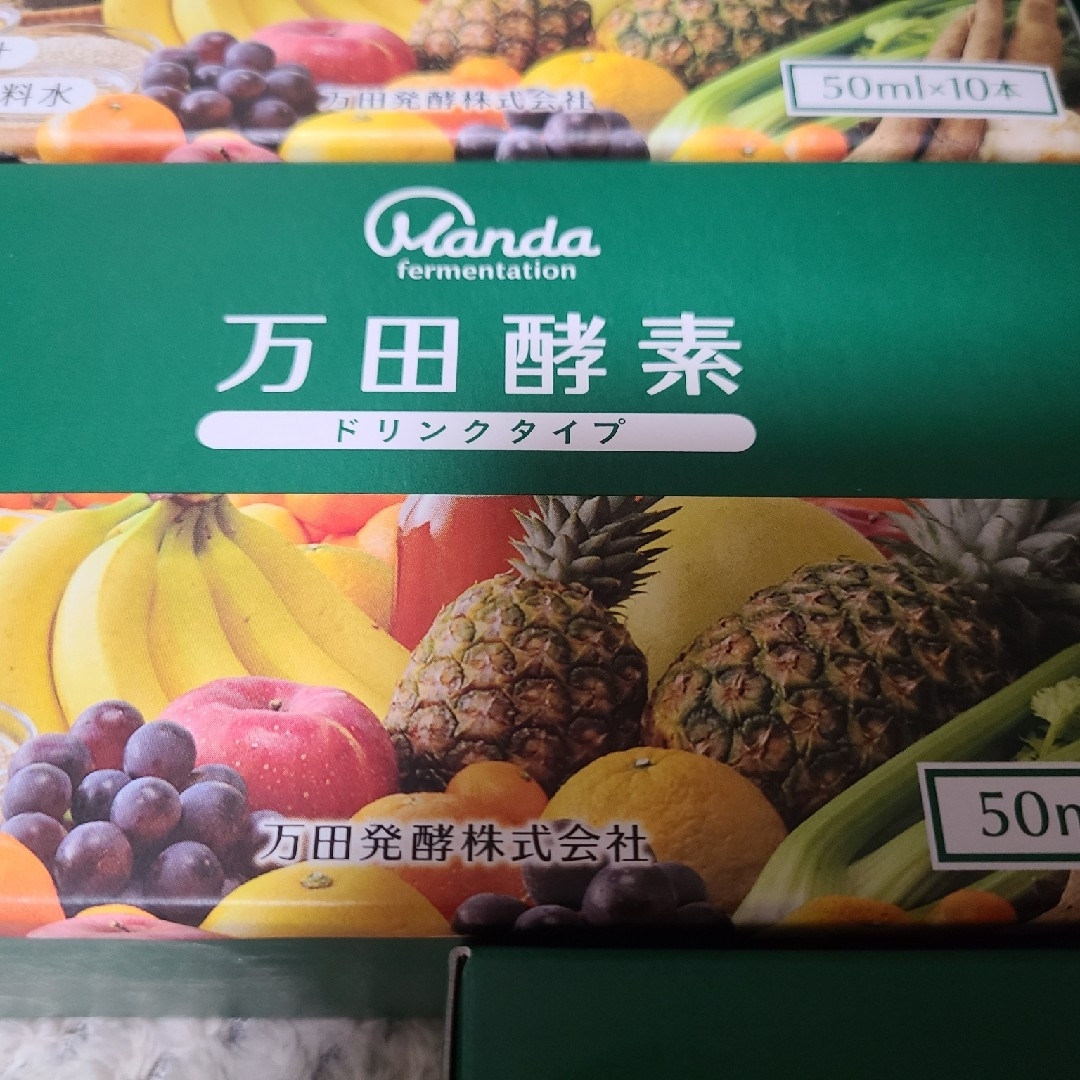 料水
万田発酵株式会社
50ml×10本
Manda
fermentation
万田酵素
ドリンクタイプ
50m
万田発酵株式会社